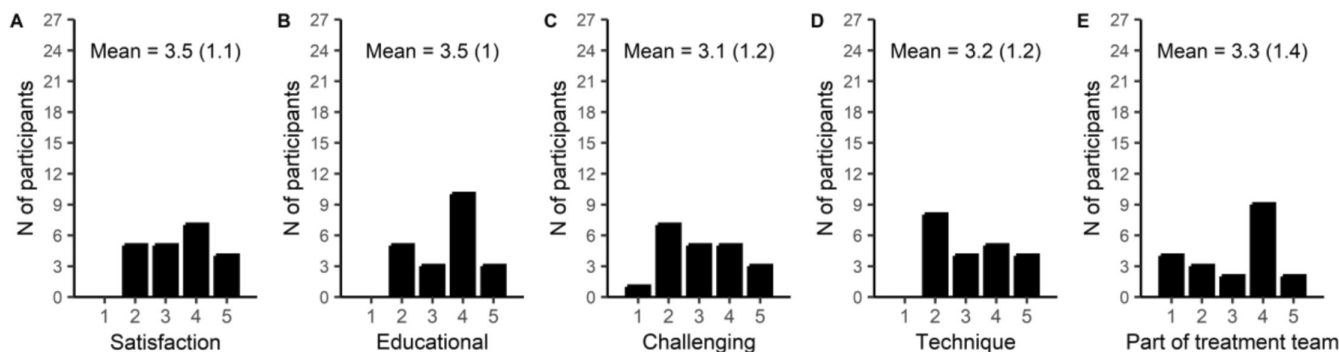 A
Mean = 3.5 (1.1)
N of participants
27
24
21
18
15
12
9
6
3
0
1 2 3 4 5
Satisfaction
B
Mean = 3.5 (1)
N of participants
27
24
21
18
15
12
9
6
3
0
1 2 3 4 5
Educational
C
Mean = 3.1 (1.2)
N of participants
27
24
21
18
15
12
9
6
3
0
1 2 3 4 5
Challenging
D
Mean = 3.2 (1.2)
N of participants
27
24
21
18
15
12
9
6
3
0
1 2 3 4 5
Technique
E
Mean = 3.3 (1.4)
N of participants
27
24
21
18
15
12
9
6
3
0
1 2 3 4 5
Part of treatment team